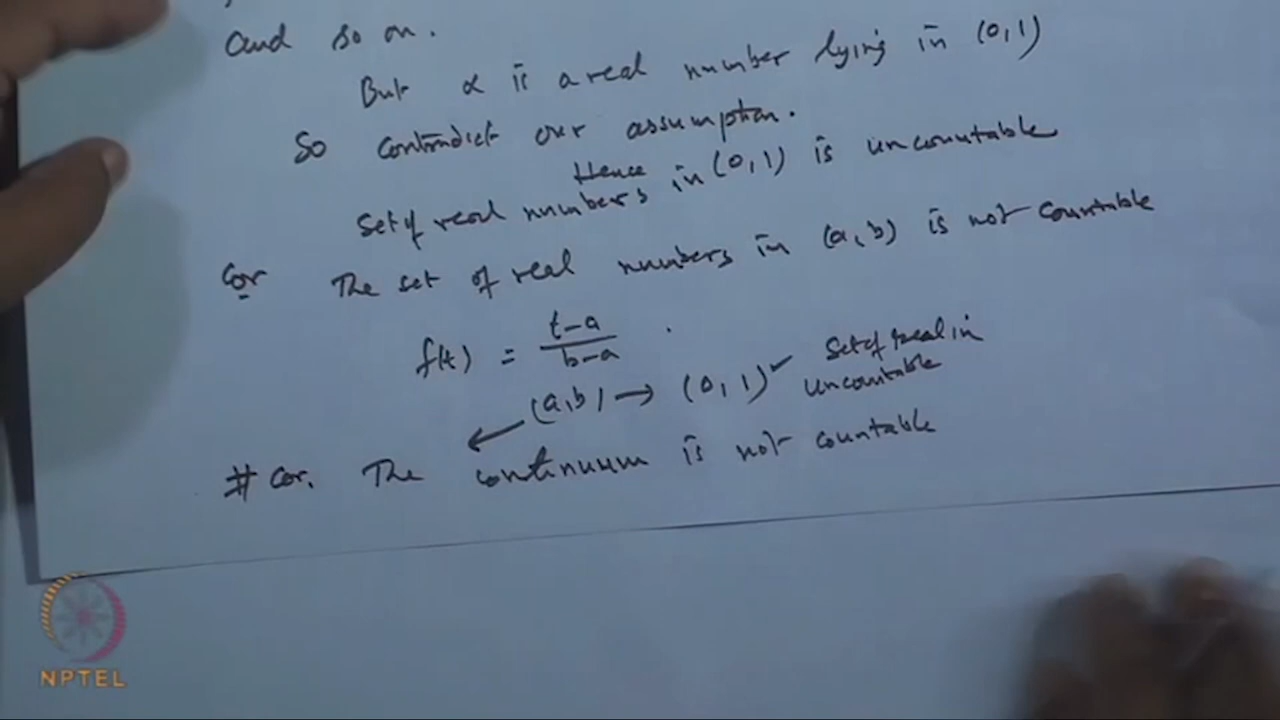 and so on.
But α is a real number lying in (0,1)
So contradict our assumption.
Hence
Set of real numbers in (0,1) is uncountable
Cor The set of real numbers in (a,b) is not countable
f(t) = t-a / b-a .
(a,b) → (0,1) ✓ Set of real in
uncountable
# Cor. The continuum is not countable
NPTEL